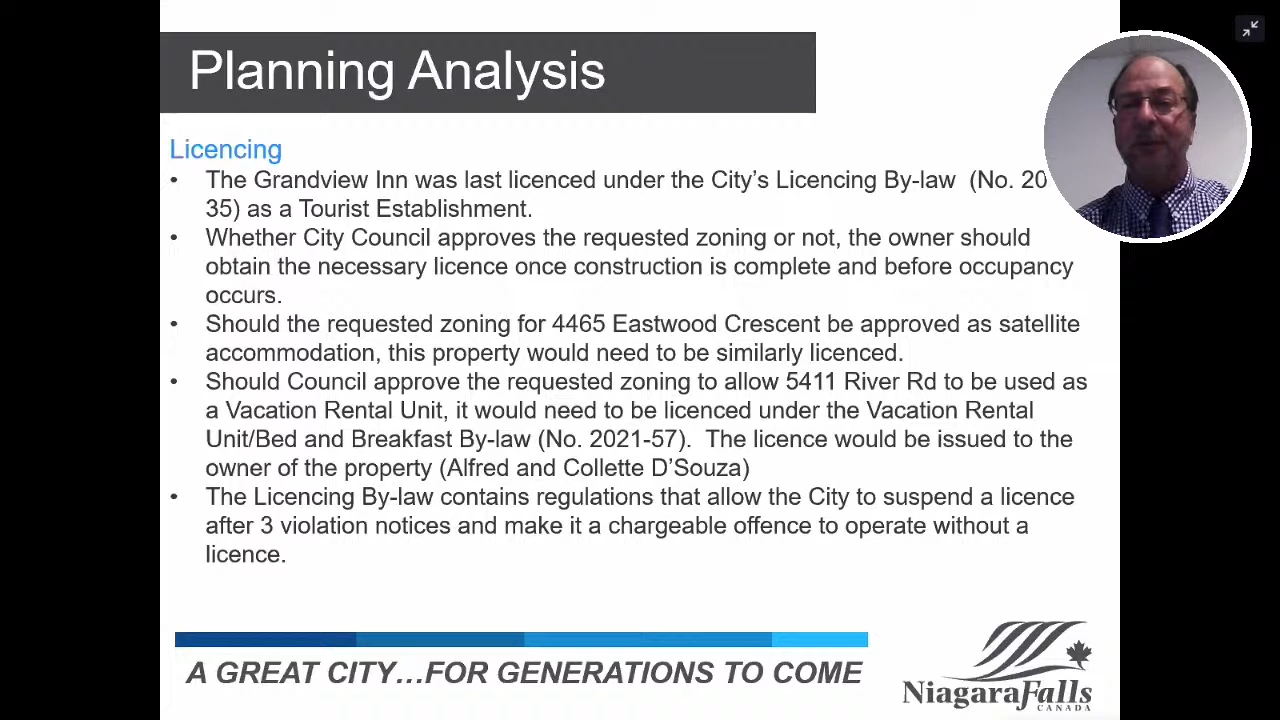 Planning Analysis
Licencing
• The Grandview Inn was last licenced under the City’s Licencing By-law (No. 20
35) as a Tourist Establishment.
• Whether City Council approves the requested zoning or not, the owner should
obtain the necessary licence once construction is complete and before occupancy
occurs.
• Should the requested zoning for 4465 Eastwood Crescent be approved as satellite
accommodation, this property would need to be similarly licenced.
• Should Council approve the requested zoning to allow 5411 River Rd to be used as
a Vacation Rental Unit, it would need to be licenced under the Vacation Rental
Unit/Bed and Breakfast By-law (No. 2021-57). The licence would be issued to the
owner of the property (Alfred and Collette D’Souza)
• The Licencing By-law contains regulations that allow the City to suspend a licence
after 3 violation notices and make it a chargeable offence to operate without a
licence.
A GREAT CITY…FOR GENERATIONS TO COME
NiagaraFalls
CANADA